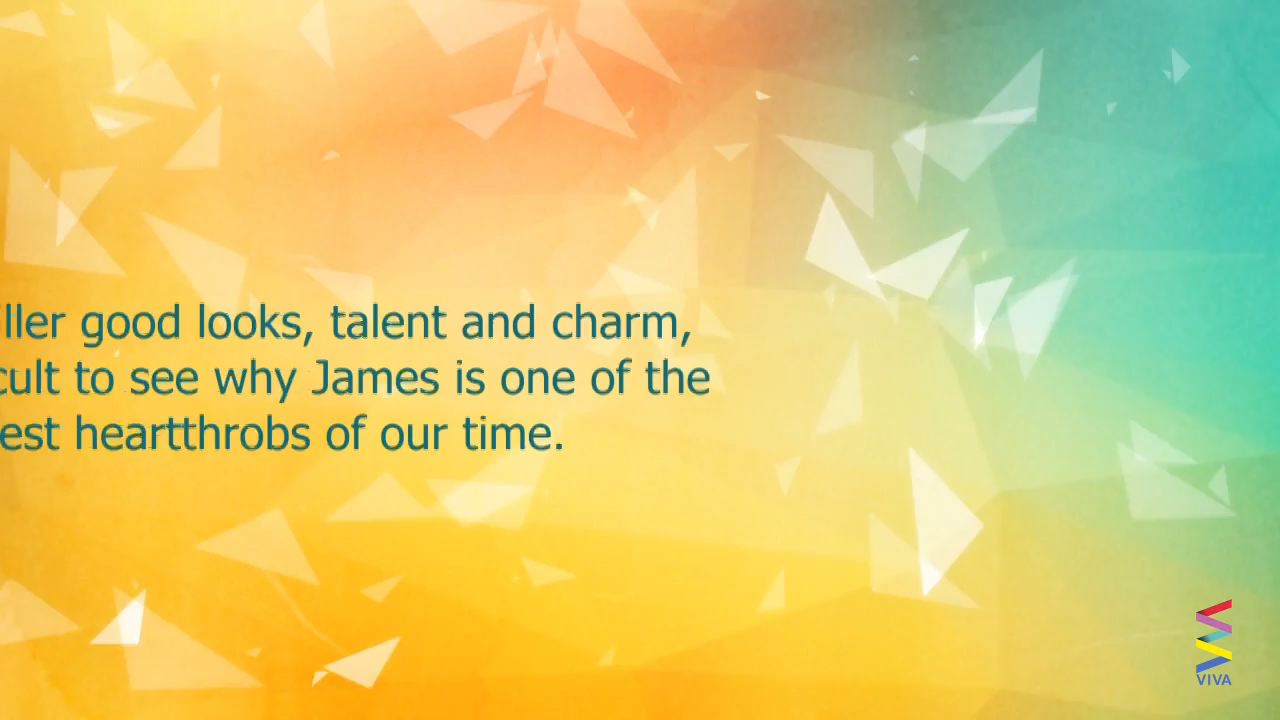 ller good looks, talent and charm,
cult to see why James is one of the
est heartthrobs of our time.
VIVA